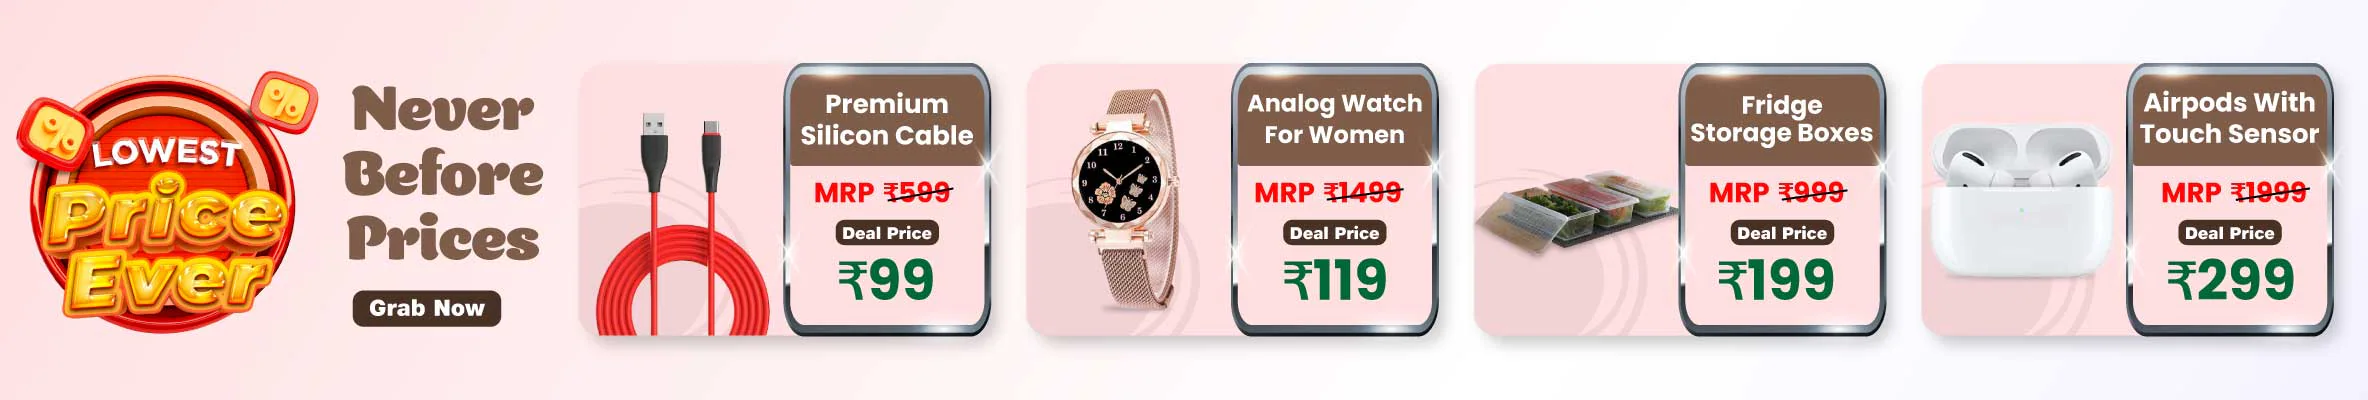 LOWEST
Price
Ever
Never
Before
Prices
Grab Now
Premium
Silicon Cable
MRP ₹599
Deal Price
₹99
Analog Watch
For Women
MRP ₹1499
Deal Price
₹119
Fridge
Storage Boxes
MRP ₹999
Deal Price
₹199
Airpods With
Touch Sensor
MRP ₹1999
Deal Price
₹299